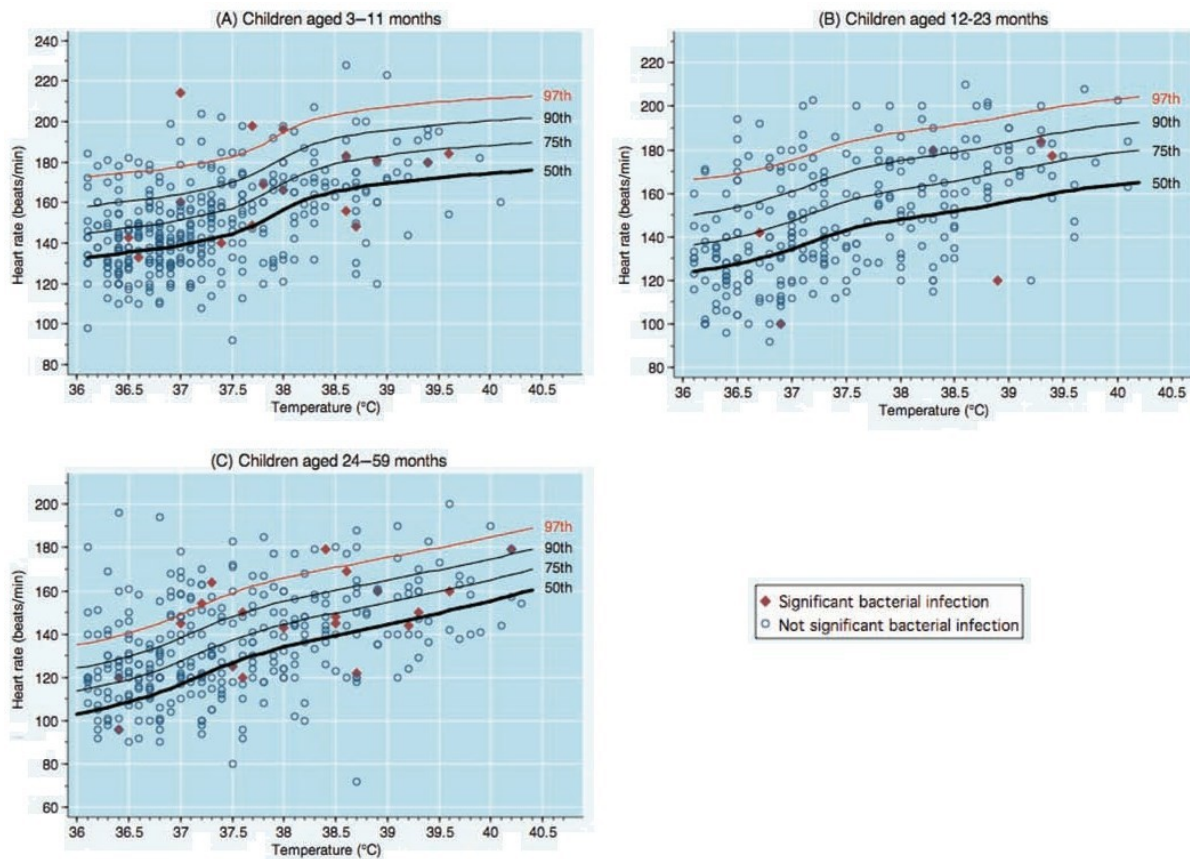 (A) Children aged 3–11 months
240
220
200
180
160
140
120
100
80
Heart rate (beats/min)
97th
90th
75th
50th
36 36.5 37 37.5 38 38.5 39 39.5 40 40.5
Temperature (°C)
(B) Children aged 12-23 months
220
200
180
160
140
120
100
80
Heart rate (beats/min)
97th
90th
75th
50th
36 36.5 37 37.5 38 38.5 39 39.5 40 40.5
Temperature (°C)
(C) Children aged 24–59 months
200
180
160
140
120
100
80
60
Heart rate (beats/min)
97th
90th
75th
50th
36 36.5 37 37.5 38 38.5 39 39.5 40 40.5
Temperature (°C)
Significant bacterial infection
Not significant bacterial infection